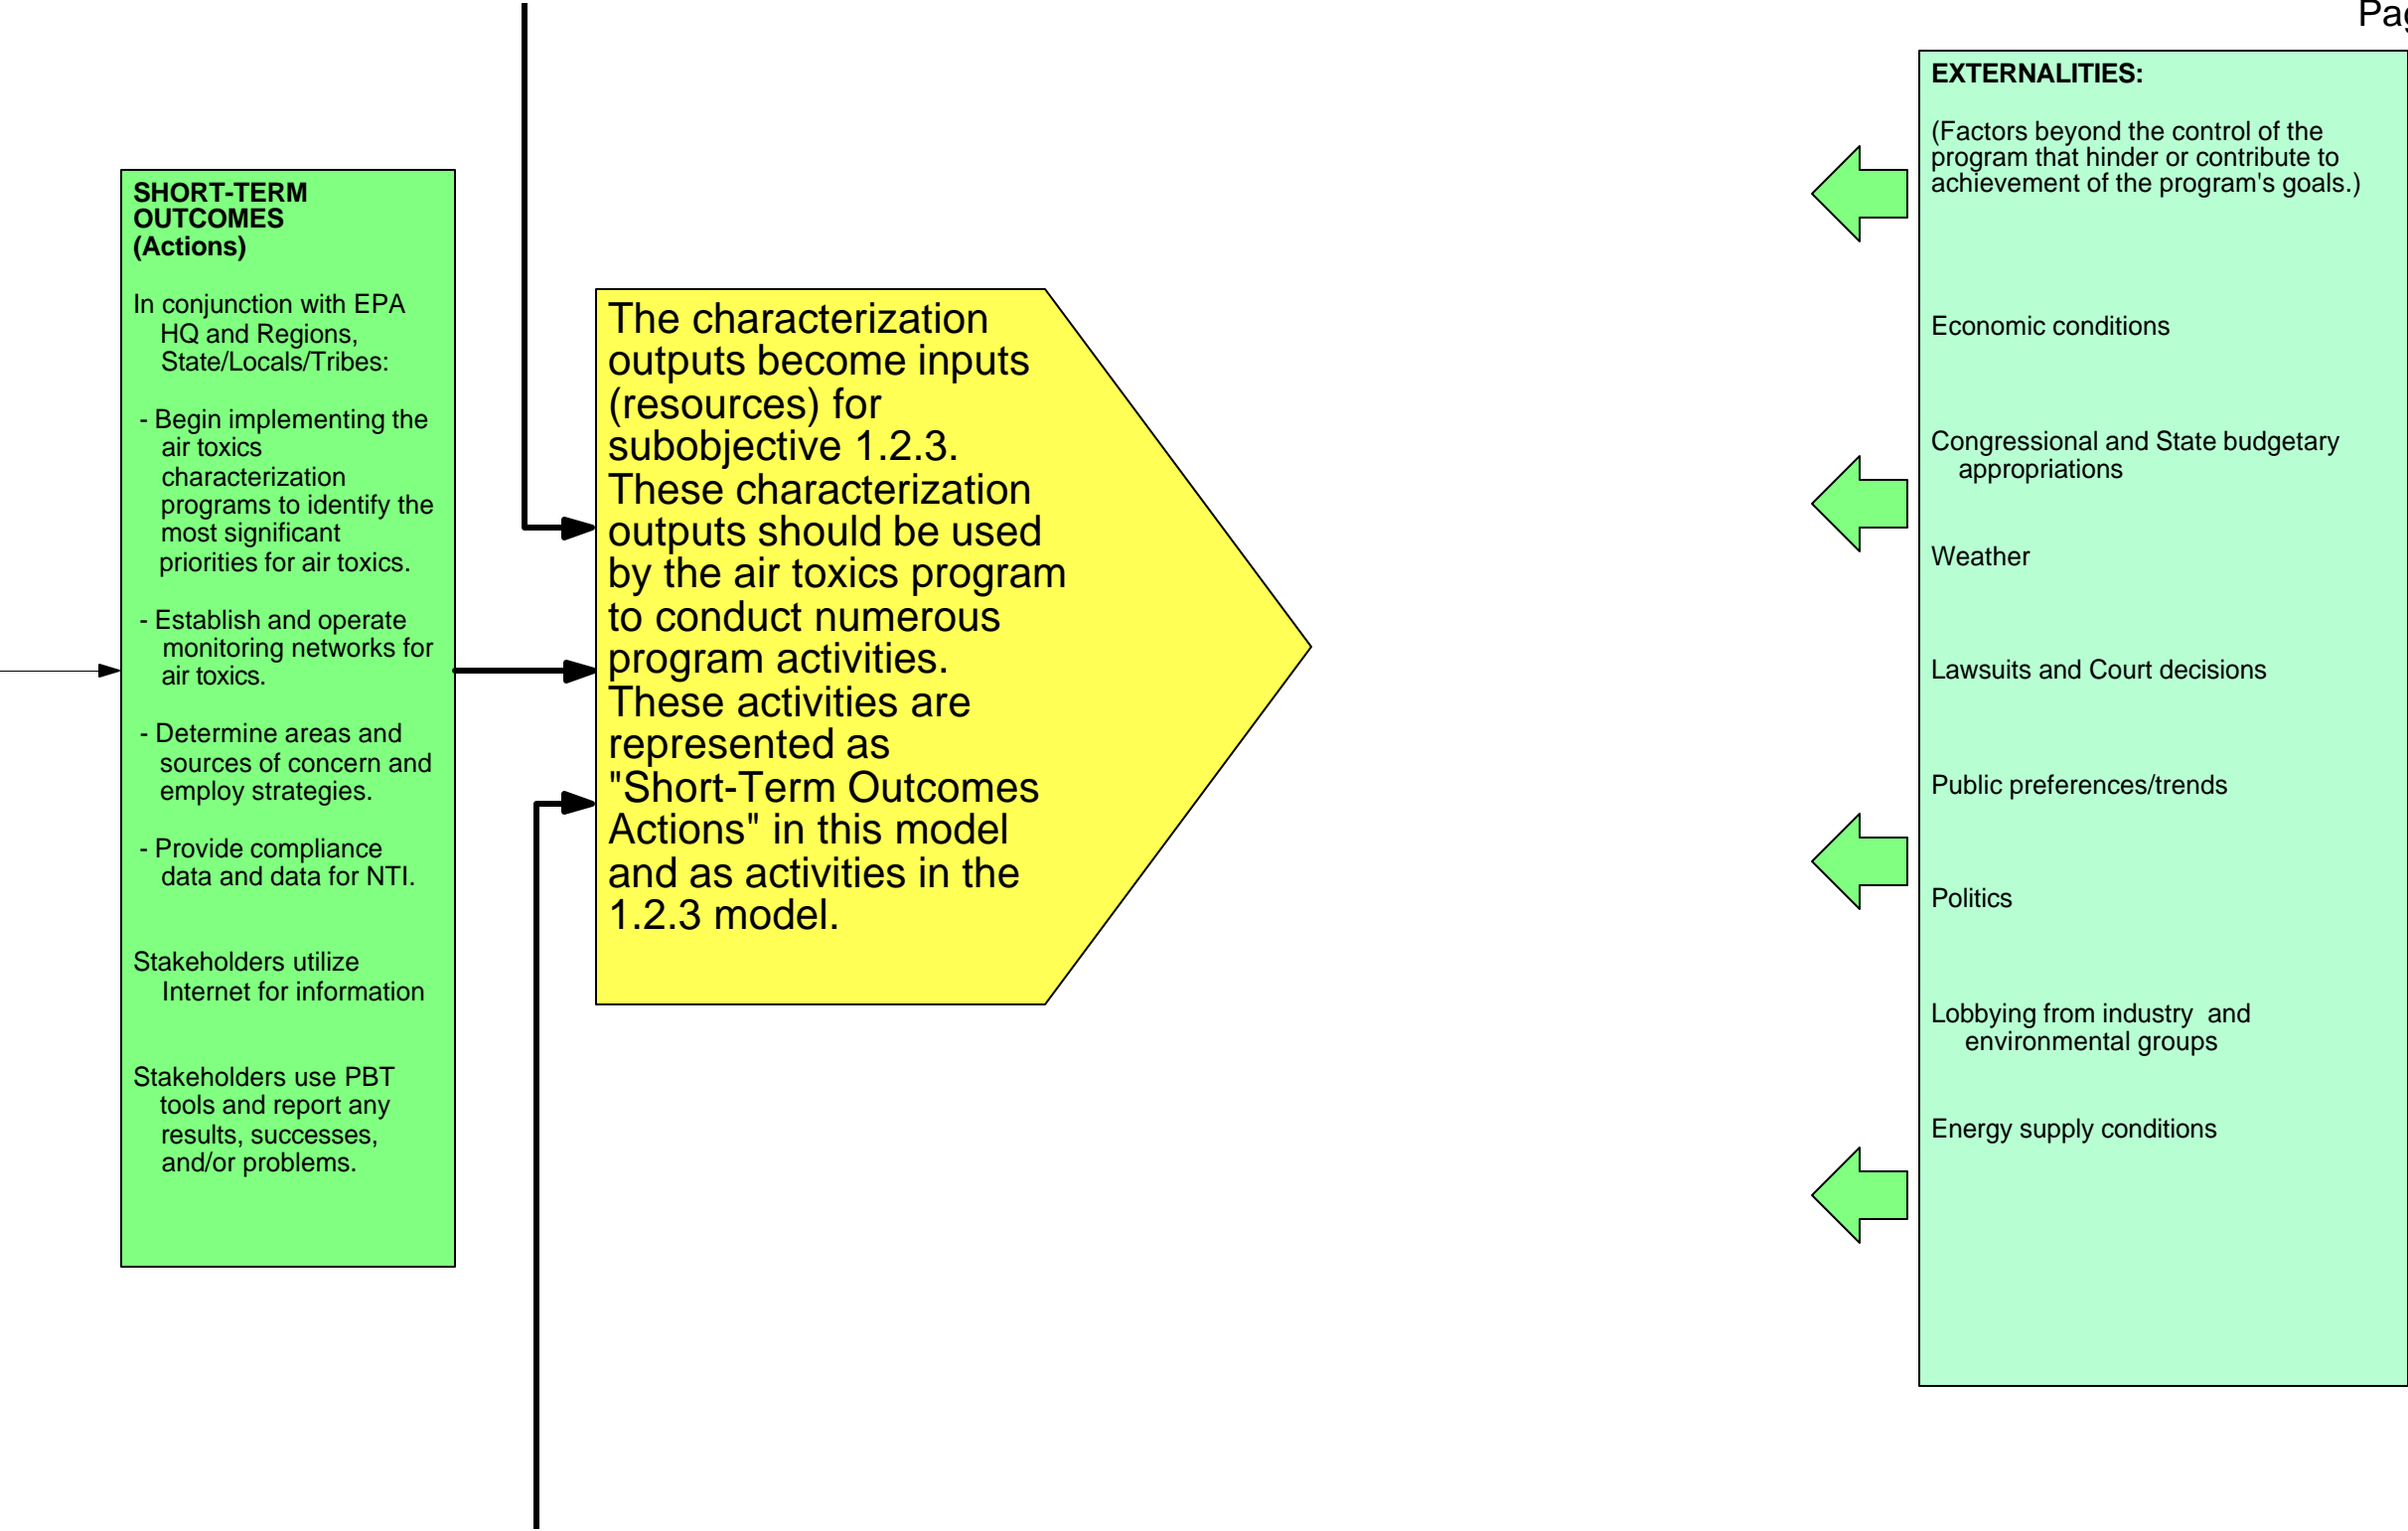 Pag
SHORT-TERM
OUTCOMES
(Actions)
In conjunction with EPA
HQ and Regions,
State/Locals/Tribes:
- Begin implementing the
air toxics
characterization
programs to identify the
most significant
priorities for air toxics.
- Establish and operate
monitoring networks for
air toxics.
- Determine areas and
sources of concern and
employ strategies.
- Provide compliance
data and data for NTI.
Stakeholders utilize
Internet for information
Stakeholders use PBT
tools and report any
results, successes,
and/or problems.
The characterization
outputs become inputs
(resources) for
subobjective 1.2.3.
These characterization
outputs should be used
by the air toxics program
to conduct numerous
program activities.
These activities are
represented as
"Short-Term Outcomes
Actions" in this model
and as activities in the
1.2.3 model.
EXTERNALITIES:
(Factors beyond the control of the
program that hinder or contribute to
achievement of the program's goals.)
Economic conditions
Congressional and State budgetary
appropriations
Weather
Lawsuits and Court decisions
Public preferences/trends
Politics
Lobbying from industry  and
environmental groups
Energy supply conditions